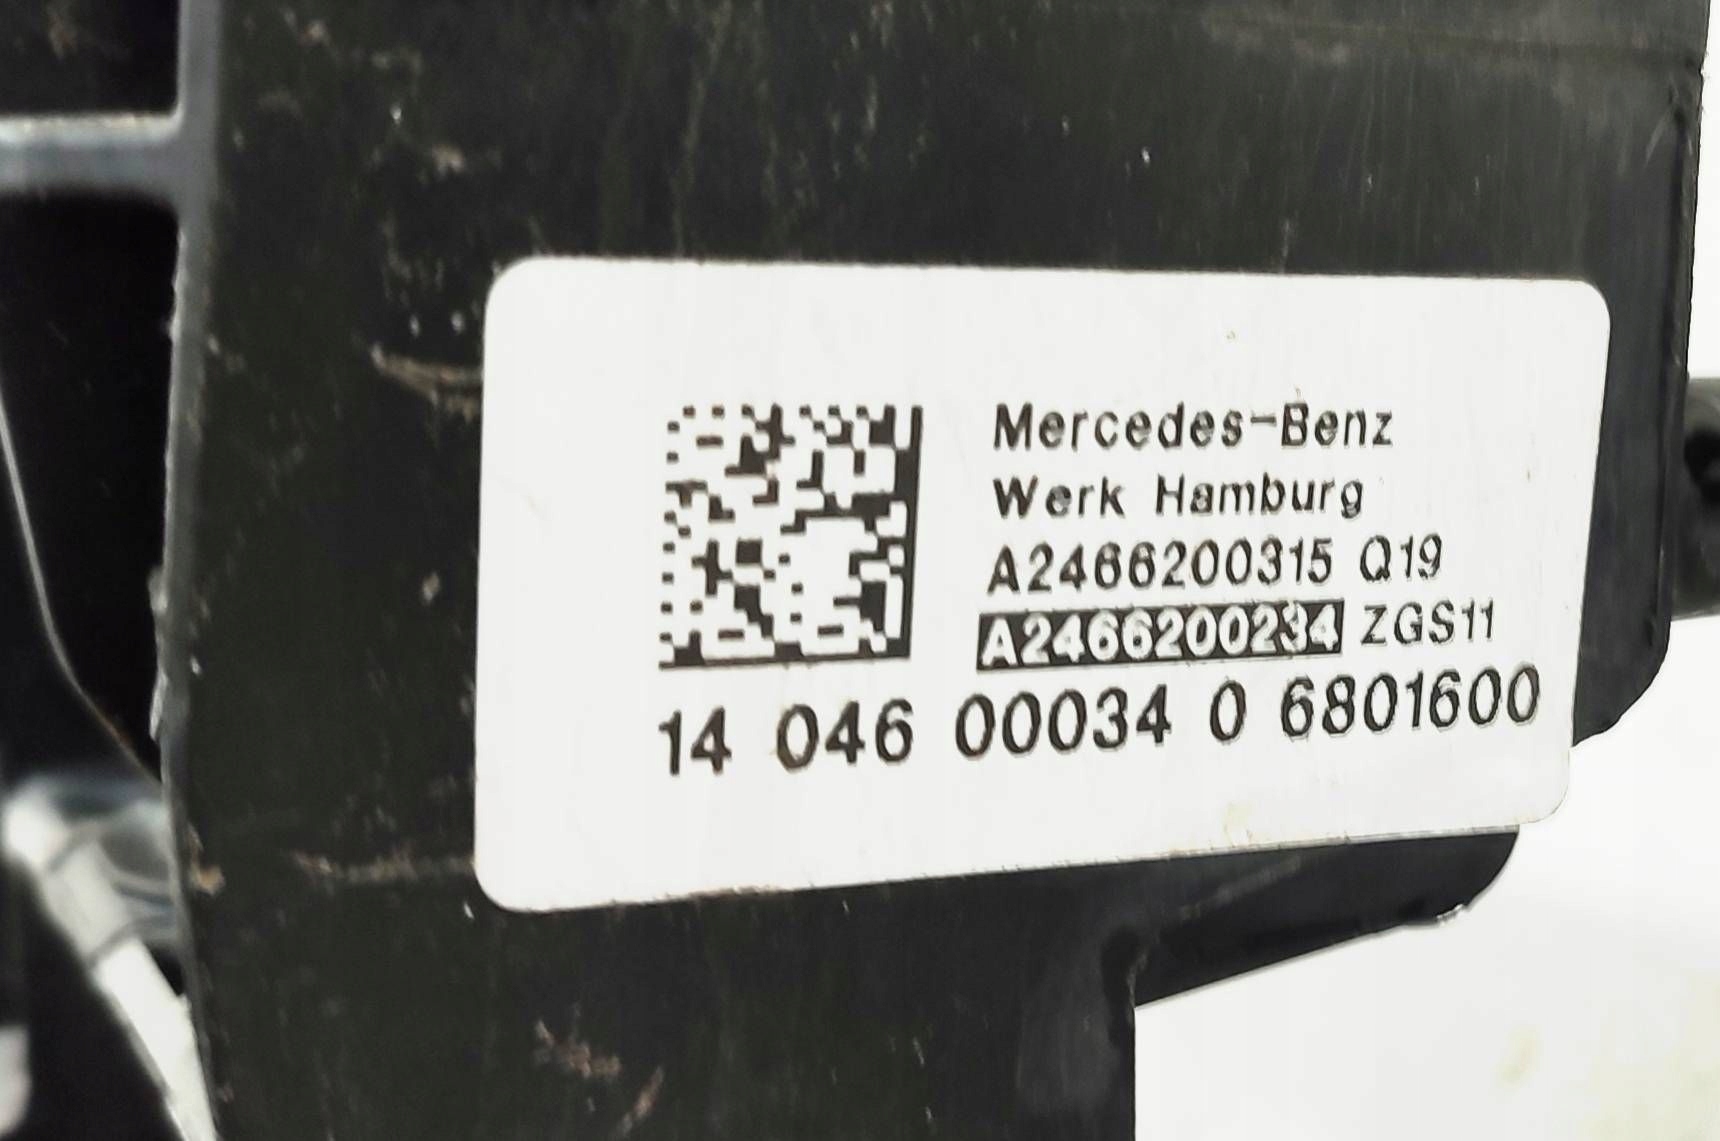 Mercedes-Benz
Werk Hamburg
A2466200315 Q19
A2466200234 ZGS11
14 046 00034 0 6801600